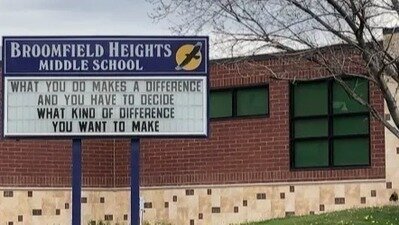 BROOMFIELD HEIGHTS
MIDDLE SCHOOL
WHAT YOU DO MAKES A DIFFERENCE
AND YOU HAVE TO DECIDE
WHAT KIND OF DIFFERENCE
YOU WANT TO MAKE